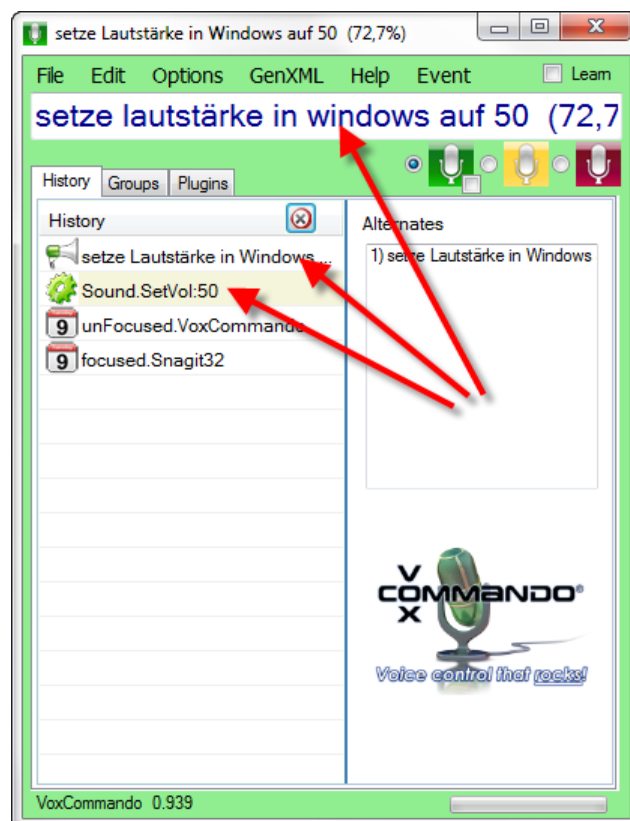 setze Lautstärke in Windows auf 50 (72,7%)
File Edit Options GenXML Help Event Learn
setze lautstärke in windows auf 50 (72,7
History Groups Plugins
History
Alternates
setze Lautstärke in Windows ...
1) setze Lautstärke in Windows
Sound.SetVol:50
9 unFocused.VoxCommando
9 focused.Snagit32
VOX COMMANDO®
Voice control that rocks!
VoxCommando 0.939